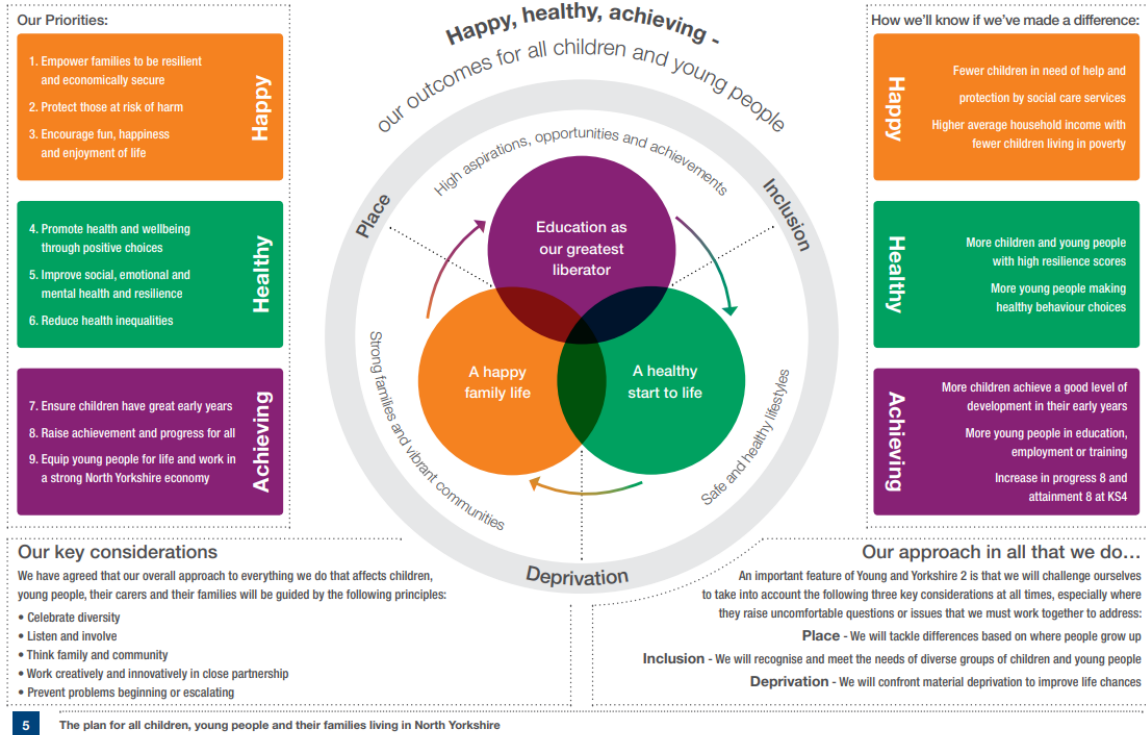 Our Priorities:
1. Empower families to be resilient
and economically secure
2. Protect those at risk of harm
3. Encourage fun, happiness
and enjoyment of life
Happy
4. Promote health and wellbeing
through positive choices
5. Improve social, emotional and
mental health and resilience
6. Reduce health inequalities
Healthy
7. Ensure children have great early years
8. Raise achievement and progress for all
9. Equip young people for life and work in
a strong North Yorkshire economy
Achieving
Happy, healthy, achieving -
our outcomes for all children and young people
Place
Inclusion
Deprivation
High aspirations, opportunities and achievements
Strong families and vibrant communities
Safe and healthy lifestyles
Education as
our greatest
liberator
A happy
family life
A healthy
start to life
How we'll know if we've made a difference:
Happy
Fewer children in need of help and
protection by social care services
Higher average household income with
fewer children living in poverty
Healthy
More children and young people
with high resilience scores
More young people making
healthy behaviour choices
Achieving
More children achieve a good level of
development in their early years
More young people in education,
employment or training
Increase in progress 8 and
attainment 8 at KS4
Our key considerations
We have agreed that our overall approach to everything we do that affects children,
young people, their carers and their families will be guided by the following principles:
• Celebrate diversity
• Listen and involve
• Think family and community
• Work creatively and innovatively in close partnership
• Prevent problems beginning or escalating
Our approach in all that we do...
An important feature of Young and Yorkshire 2 is that we will challenge ourselves
to take into account the following three key considerations at all times, especially where
they raise uncomfortable questions or issues that we must work together to address:
Place - We will tackle differences based on where people grow up
Inclusion - We will recognise and meet the needs of diverse groups of children and young people
Deprivation - We will confront material deprivation to improve life chances
5 The plan for all children, young people and their families living in North Yorkshire